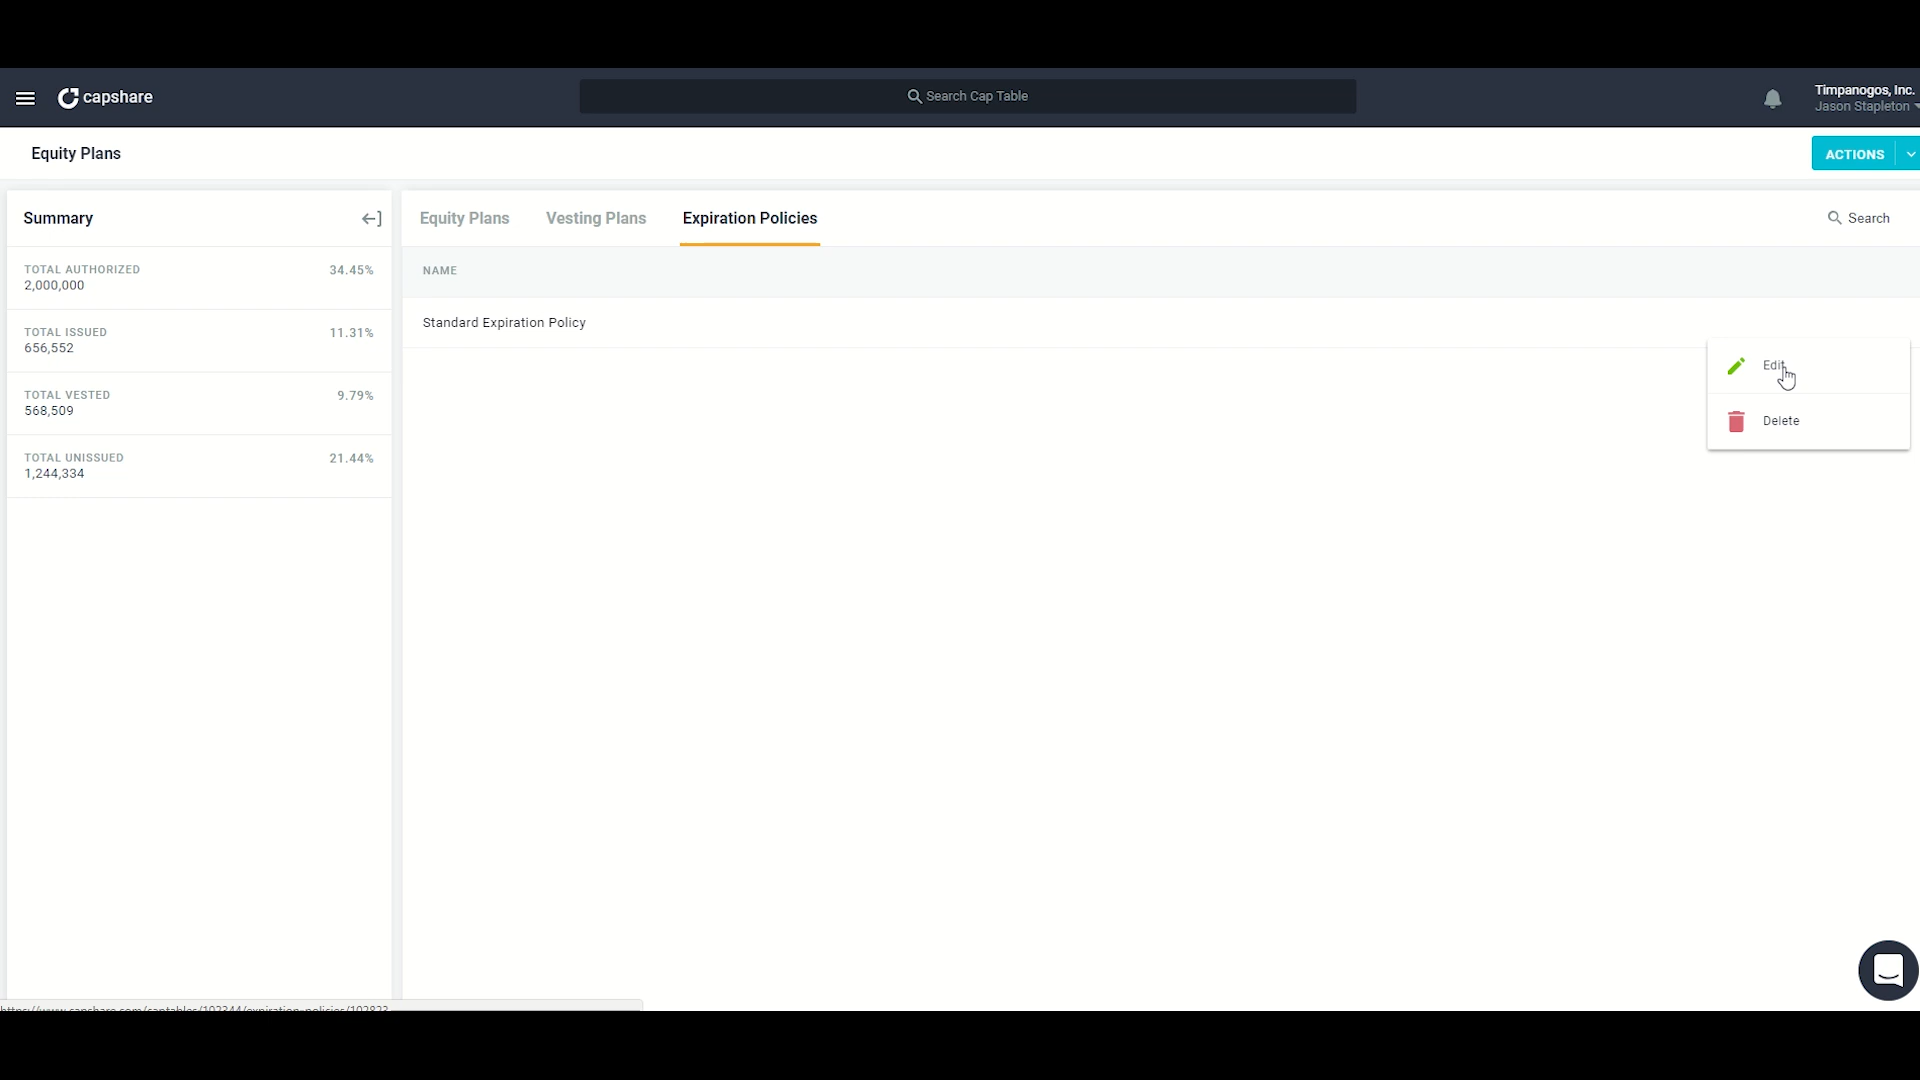 capshare
Search Cap Table
Timpanogos, Inc.
Jason Stapleton
Equity Plans
ACTIONS
Summary
TOTAL AUTHORIZED
34.45%
2,000,000
TOTAL ISSUED
11.31%
656,552
TOTAL VESTED
9.79%
568,509
TOTAL UNISSUED
21.44%
1,244,334
Equity Plans
Vesting Plans
Expiration Policies
Search
NAME
Standard Expiration Policy
Edit
Delete